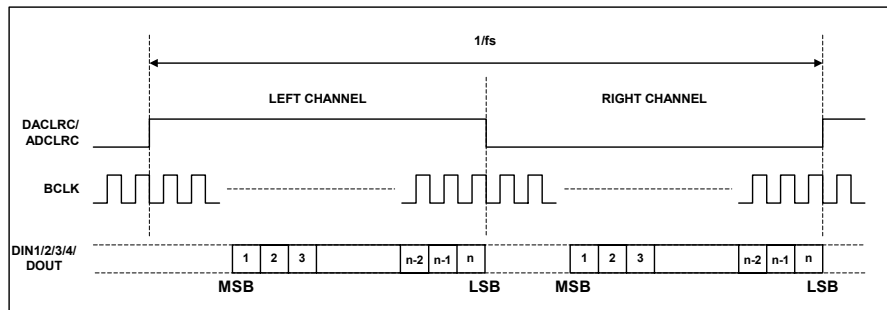 1/fs
LEFT CHANNEL
RIGHT CHANNEL
DACLRC/
ADCLRC
BCLK
DIN1/2/3/4/
DOUT
1 2 3 n-2 n-1 n 1 2 3 n-2 n-1 n
MSB LSB MSB LSB